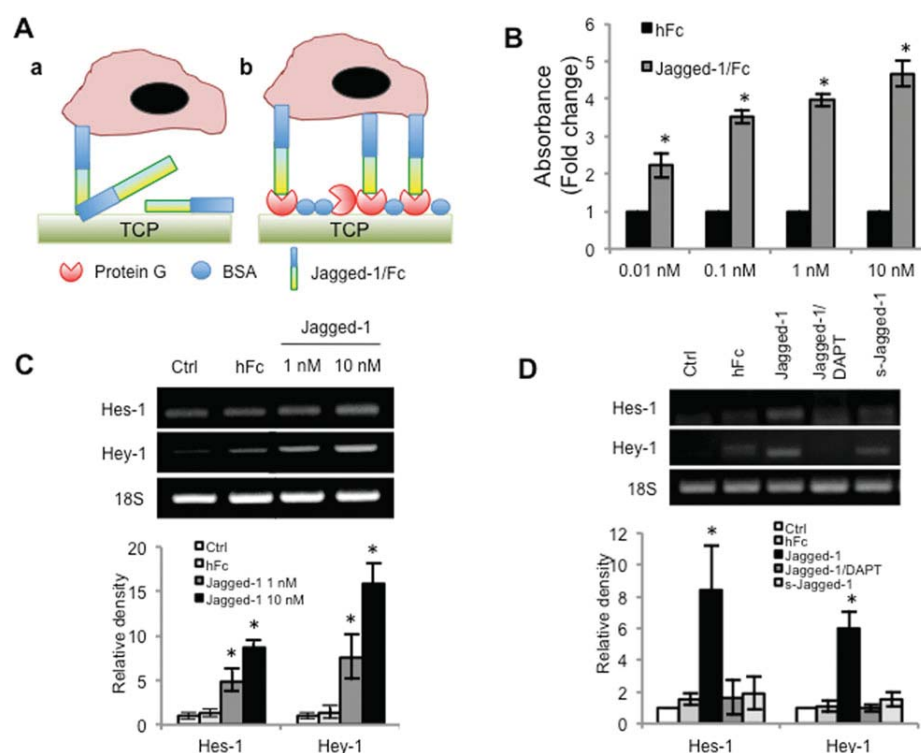 A
a
b
TCP
TCP
Protein G
BSA
Jagged-1/Fc
B
hFc
Jagged-1/Fc
Absorbance
(Fold change)
6
5
4
3
2
1
0
*
*
*
*
0.01 nM
0.1 nM
1 nM
10 nM
C
Jagged-1
Ctrl
hFc
1 nM
10 nM
Hes-1
Hey-1
18S
Ctrl
hFc
Jagged-1 1 nM
Jagged-1 10 nM
Relative density
20
15
10
5
0
*
*
*
*
Hes-1
Hey-1
D
Ctrl
hFc
Jagged-1
Jagged-1/
DAPT
s-Jagged-1
Hes-1
Hey-1
18S
Ctrl
hFc
Jagged-1
Jagged-1/DAPT
s-Jagged-1
Relative density
12
10
8
6
4
2
0
*
*
Hes-1
Hey-1